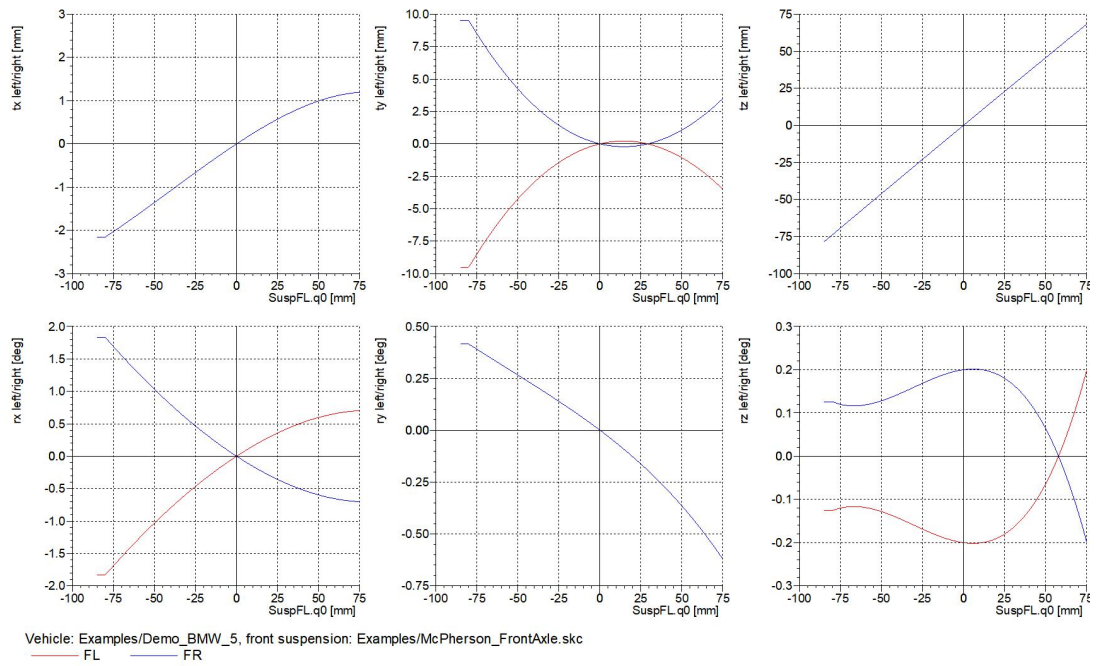 tx left/right [mm]
3
2
1
0
-1
-2
-3
-100 -75 -50 -25 0 25 50 75
SuspFL.q0 [mm]
ty left/right [mm]
10.0
7.5
5.0
2.5
0.0
-2.5
-5.0
-7.5
-10.0
-100 -75 -50 -25 0 25 50 75
SuspFL.q0 [mm]
tz left/right [mm]
75
50
25
0
-25
-50
-75
-100
-100 -75 -50 -25 0 25 50 75
SuspFL.q0 [mm]
rx left/right [deg]
2.0
1.5
1.0
0.5
0.0
-0.5
-1.0
-1.5
-2.0
-100 -75 -50 -25 0 25 50 75
SuspFL.q0 [mm]
ry left/right [deg]
0.50
0.25
0.00
-0.25
-0.50
-0.75
-100 -75 -50 -25 0 25 50 75
SuspFL.q0 [mm]
rz left/right [deg]
0.3
0.2
0.1
0.0
-0.1
-0.2
-0.3
-100 -75 -50 -25 0 25 50 75
SuspFL.q0 [mm]
Vehicle: Examples/Demo_BMW_5, front suspension: Examples/McPherson_FrontAxle.skc
FL FR